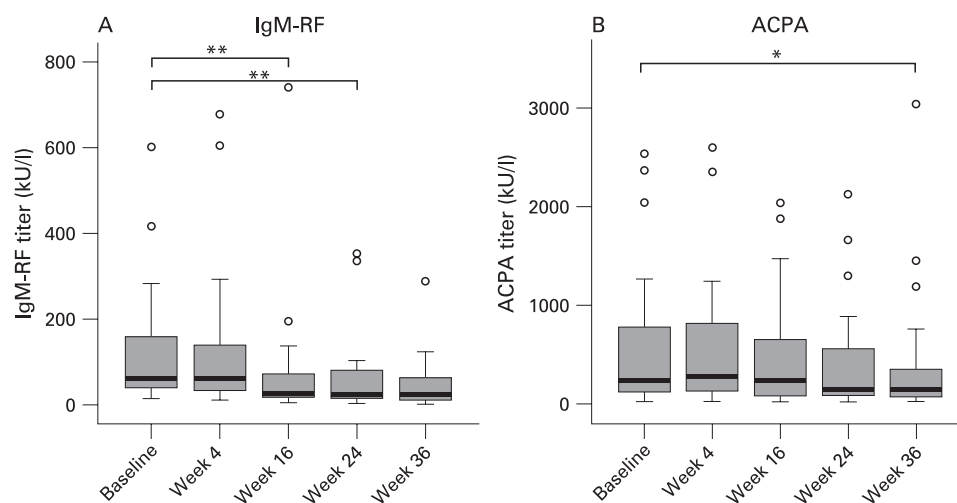 A
IgM-RF
IgM-RF titer (kU/l)
800
600
400
200
0
**
**
Baseline
Week 4
Week 16
Week 24
Week 36
B
ACPA
ACPA titer (kU/l)
3000
2000
1000
0
*
Baseline
Week 4
Week 16
Week 24
Week 36